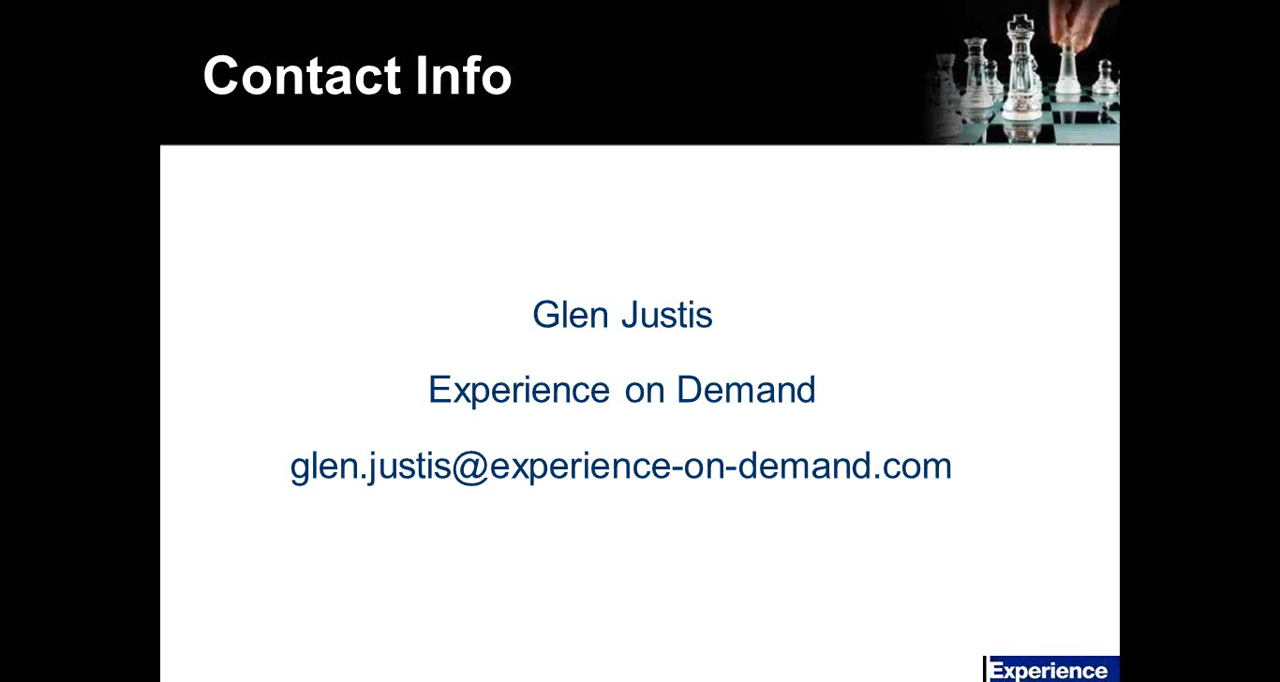 Contact Info
Glen Justis
Experience on Demand
glen.justis@experience-on-demand.com
Experience